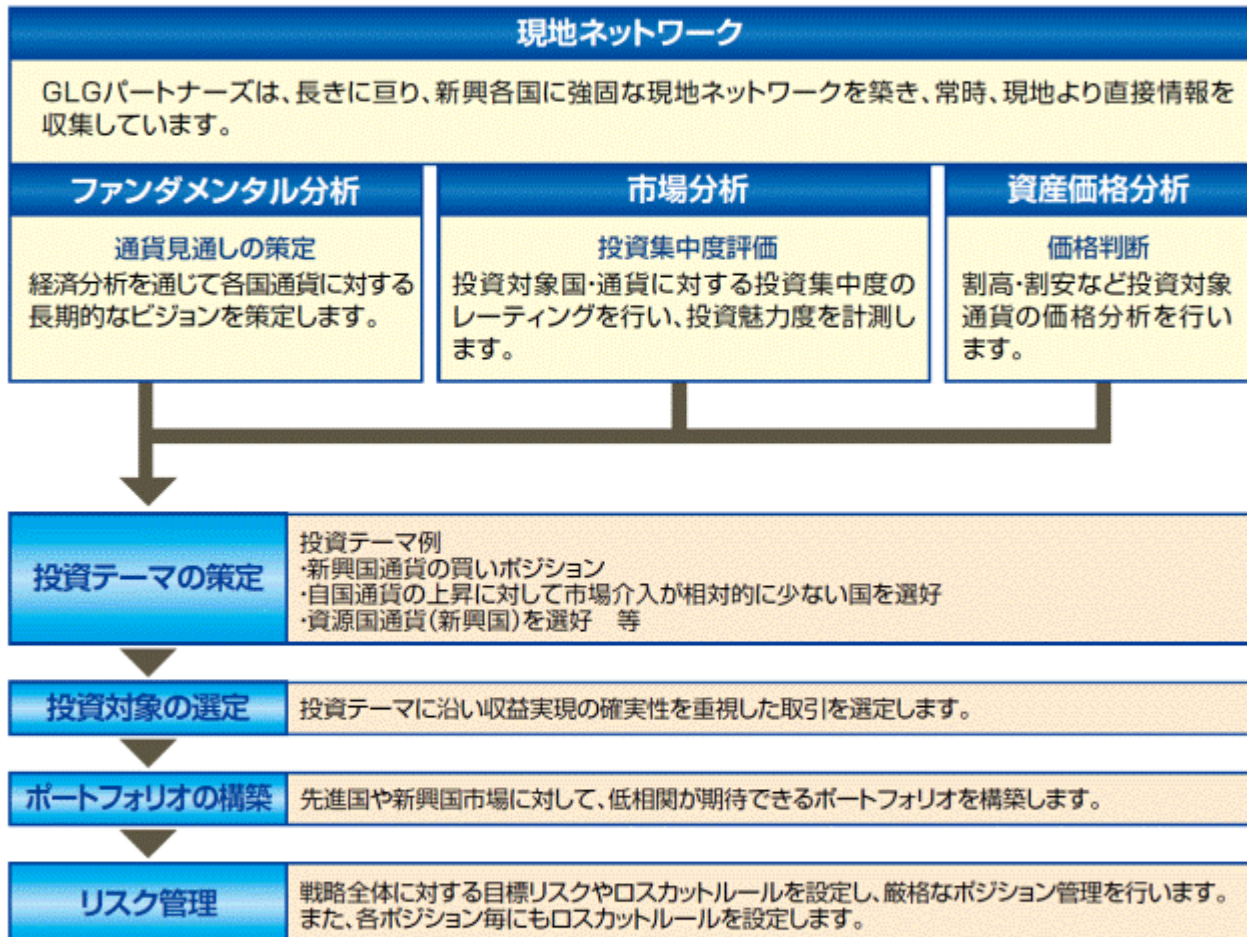 現地ネットワーク
GLGパートナーズは、長きに亘り、新興各国に強固な現地ネットワークを築き、常時、現地より直接情報を
収集しています。
ファンダメンタル分析
通貨見通しの策定
経済分析を通じて各国通貨に対する
長期的なビジョンを策定します。
市場分析
投資集中度評価
投資対象国・通貨に対する投資集中度の
レーティングを行い、投資魅力度を計測し
ます。
資産価格分析
価格判断
割高・割安など投資対象
通貨の価格分析を行い
ます。
投資テーマの策定
投資テーマ例
・新興国通貨の買いポジション
・自国通貨の上昇に対して市場介入が相対的に少ない国を選好
・資源国通貨(新興国)を選好　等
投資対象の選定
投資テーマに沿い収益実現の確実性を重視した取引を選定します。
ポートフォリオの構築
先進国や新興国市場に対して、低相関が期待できるポートフォリオを構築します。
リスク管理
戦略全体に対する目標リスクやロスカットルールを設定し、厳格なポジション管理を行います。
また、各ポジション毎にもロスカットルールを設定します。